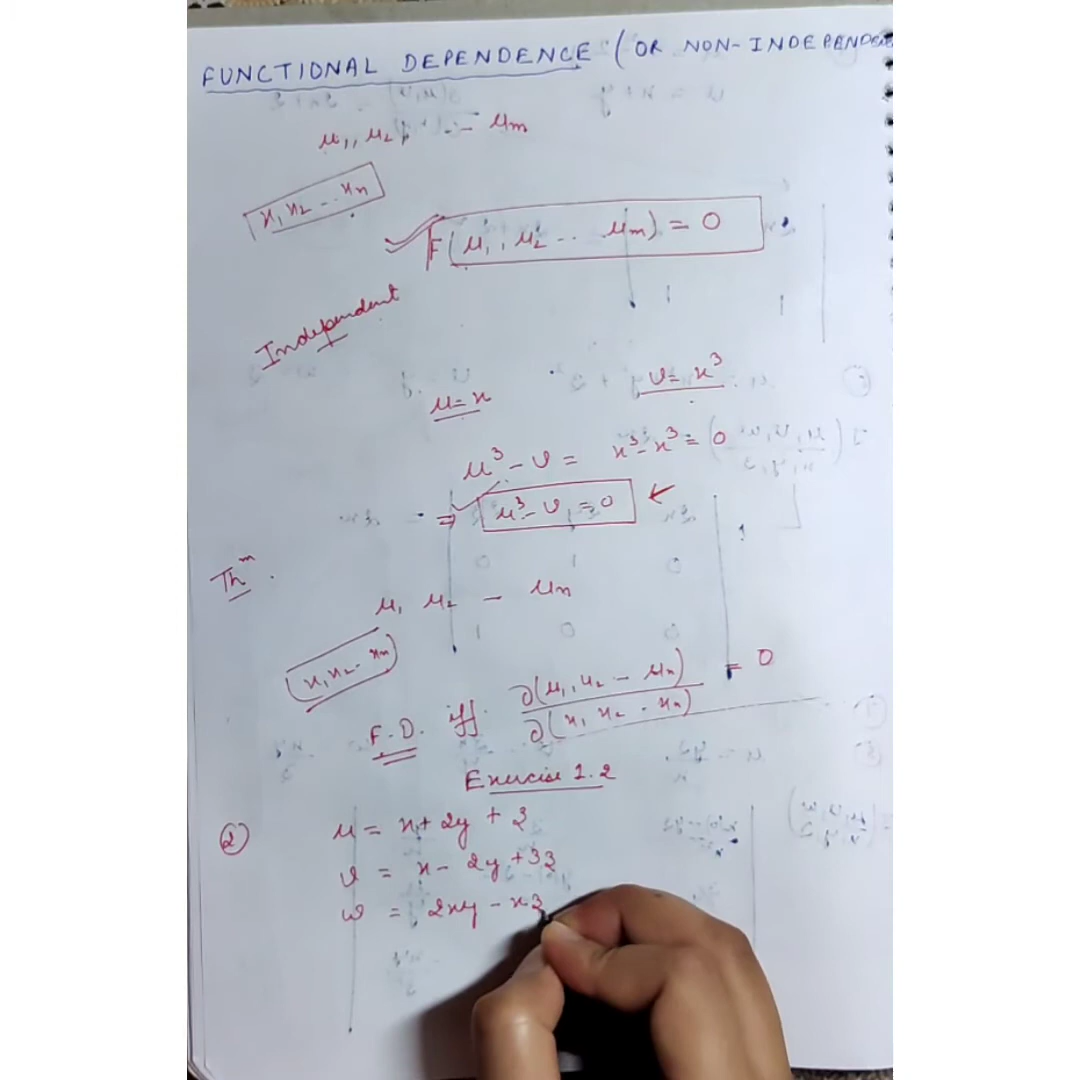 FUNCTIONAL DEPENDENCE (OR NON-INDEPENDE
u₁, u₂, -- uₘ
x₁ x₂ -- xₙ
F(u₁, u₂ -- uₘ) = 0
Independent
u = x v = x³
u³ - v = x³ - x³ = 0
⇒ u³ - v = 0 ←
Thᵐ.
u₁ u₂ - uₙ
(x₁ x₂ - xₙ)
F.D. iff ∂(u₁, u₂ - uₙ) / ∂(x₁ x₂ - xₙ) = 0
Exercise 1.2
② u = x + 2y + z
v = x - 2y + 3z
w = 2xy - xz